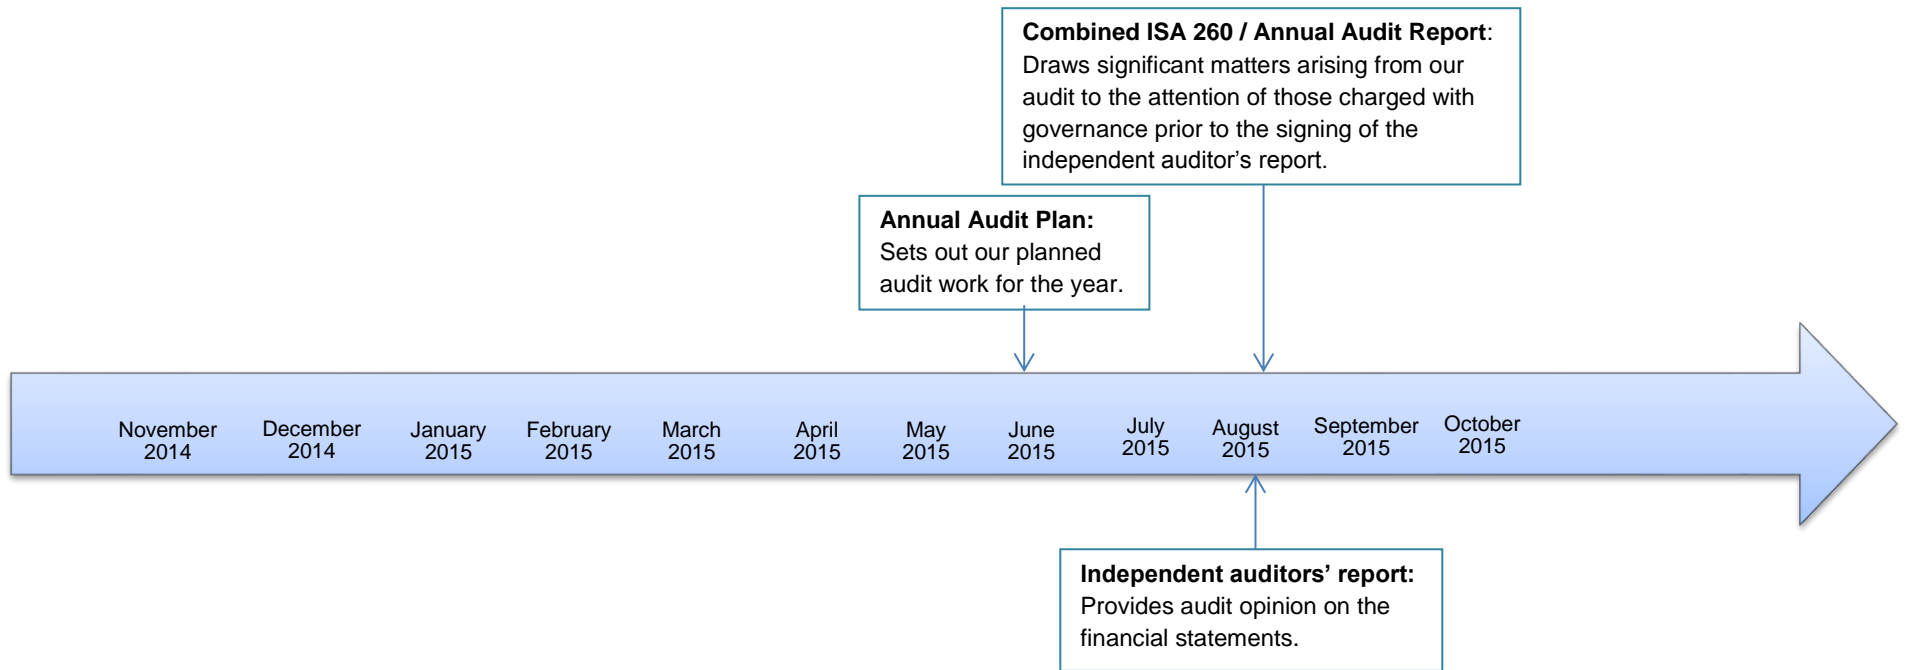 Combined ISA 260 / Annual Audit Report:
Draws significant matters arising from our
audit to the attention of those charged with
governance prior to the signing of the
independent auditor’s report.
Annual Audit Plan:
Sets out our planned
audit work for the year.
November
2014
December
2014
January
2015
February
2015
March
2015
April
2015
May
2015
June
2015
July
2015
August
2015
September
2015
October
2015
Independent auditors’ report:
Provides audit opinion on the
financial statements.